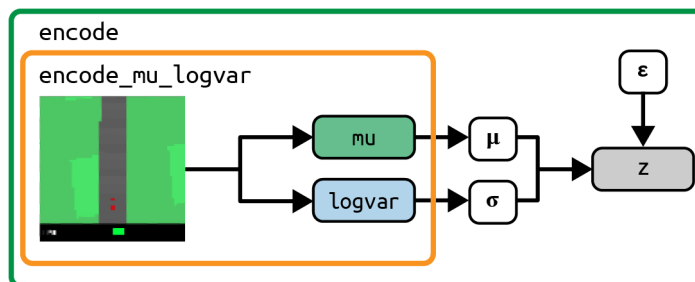 encode
encode_mu_logvar
ε
mu
μ
z
logvar
σ